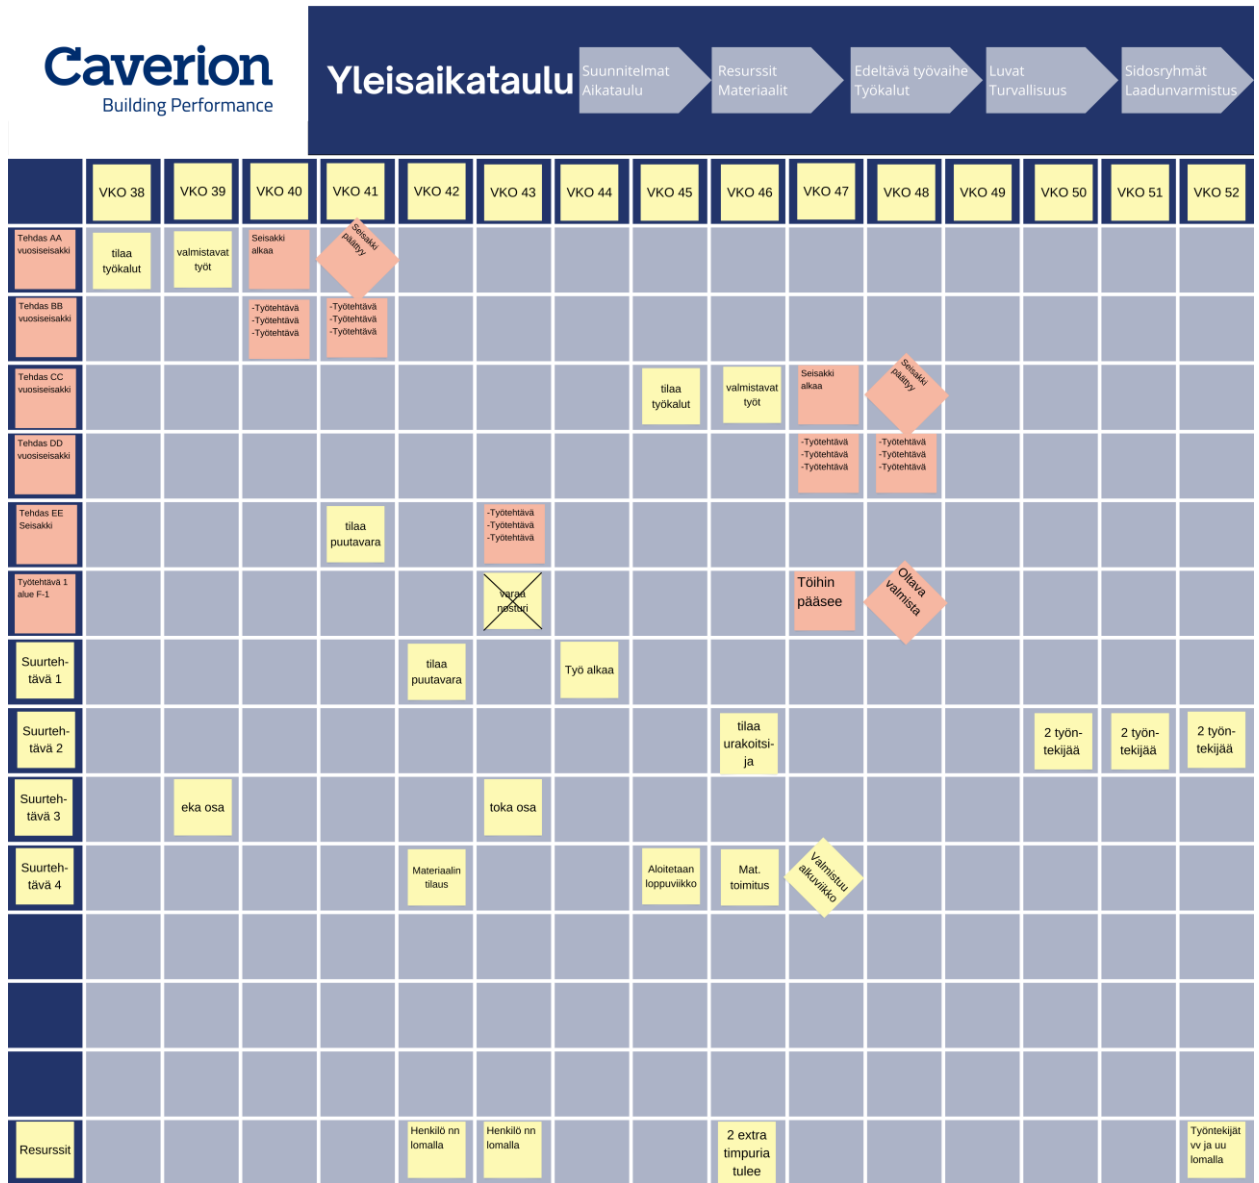 Caverion
Building Performance
Yleisaikataulu
Suunnitelmat
Aikataulu
Resurssit
Materiaalit
Edeltävä työvaihe
Työkalut
Luvat
Turvallisuus
Sidosryhmät
Laadunvarmistus
VKO 38
VKO 39
VKO 40
VKO 41
VKO 42
VKO 43
VKO 44
VKO 45
VKO 46
VKO 47
VKO 48
VKO 49
VKO 50
VKO 51
VKO 52
Tehdas AA
vuosiseisakki
tilaa
työkalut
valmistavat
työt
Seisakki
alkaa
Seisakki
päättyy
Tehdas BB
vuosiseisakki
-Työtehtävä
-Työtehtävä
-Työtehtävä
-Työtehtävä
-Työtehtävä
-Työtehtävä
Tehdas CC
vuosiseisakki
tilaa
työkalut
valmistavat
työt
Seisakki
alkaa
Seisakki
päättyy
Tehdas DD
vuosiseisakki
-Työtehtävä
-Työtehtävä
-Työtehtävä
-Työtehtävä
-Työtehtävä
-Työtehtävä
Tehdas EE
Seisakki
tilaa
puutavara
-Työtehtävä
-Työtehtävä
-Työtehtävä
Työtehtävä 1
alue F-1
varaa
nosturi
Töihin
pääsee
Oltava
valmista
Suurteh-
tävä 1
tilaa
puutavara
Työ alkaa
Suurteh-
tävä 2
tilaa
urakoitsi-
ja
2 työn-
tekijää
2 työn-
tekijää
2 työn-
tekijää
Suurteh-
tävä 3
eka osa
toka osa
Suurteh-
tävä 4
Materiaalin
tilaus
Aloitetaan
loppuviikko
Mat.
toimitus
Valmistuu
alkuviikko
Resurssit
Henkilö nn
lomalla
Henkilö nn
lomalla
2 extra
timpuria
tulee
Työntekijät
vv ja uu
lomalla